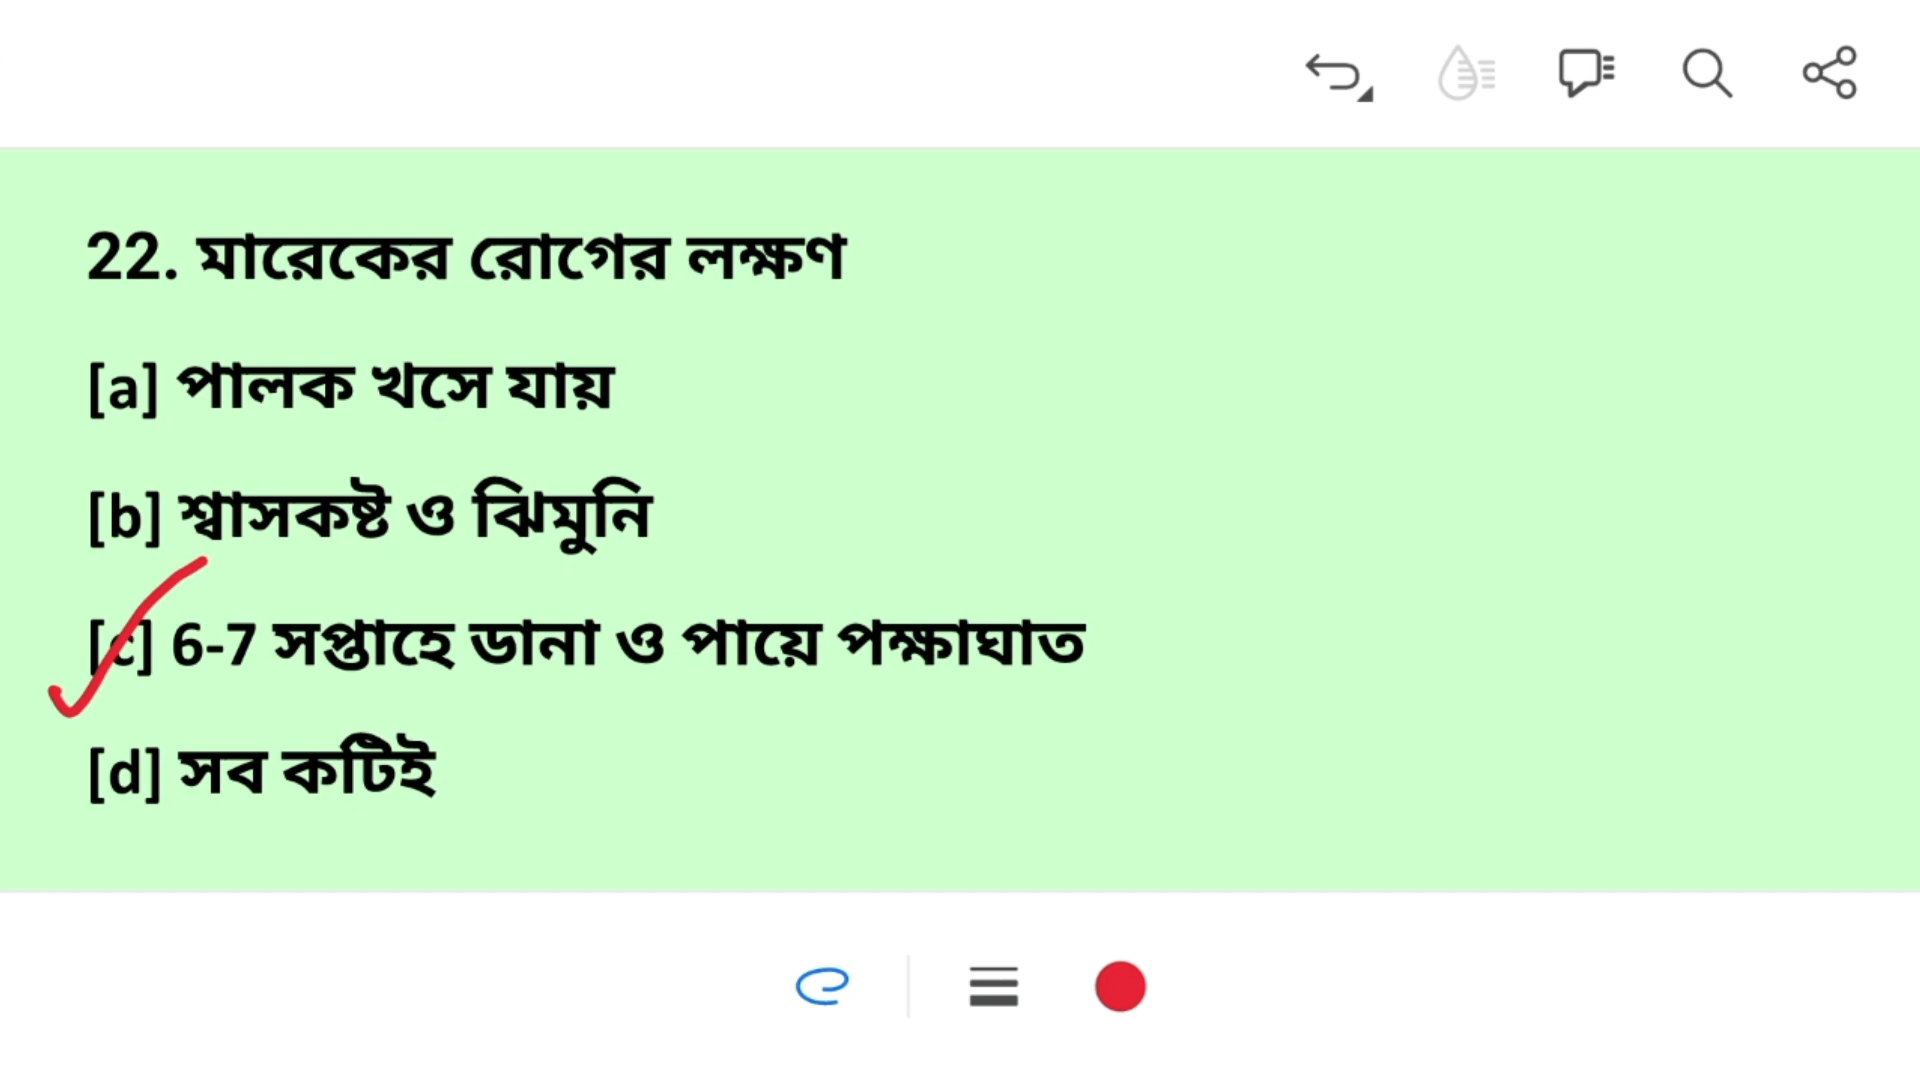 22. মারেকের রোগের লক্ষণ
[a] পালক খসে যায়
[b] শ্বাসকষ্ট ও ঝিমুনি
[c] 6-7 সপ্তাহে ডানা ও পায়ে পক্ষাঘাত
[d] সব কটিই